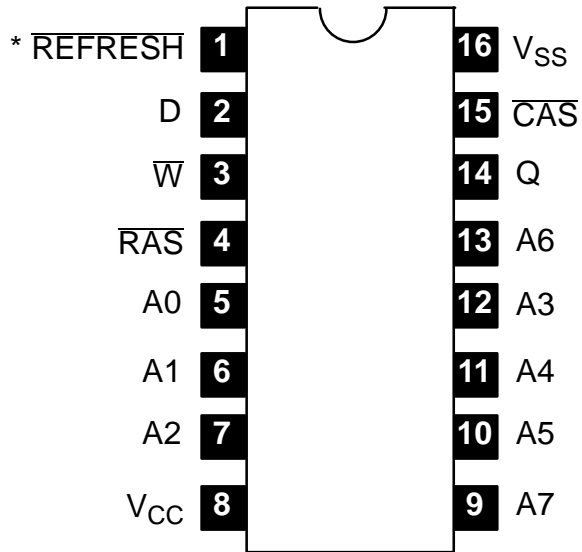 * REFRESH 1 16 VSS
D 2 15 CAS
W 3 14 Q
RAS 4 13 A6
A0 5 12 A3
A1 6 11 A4
A2 7 10 A5
VCC 8 9 A7